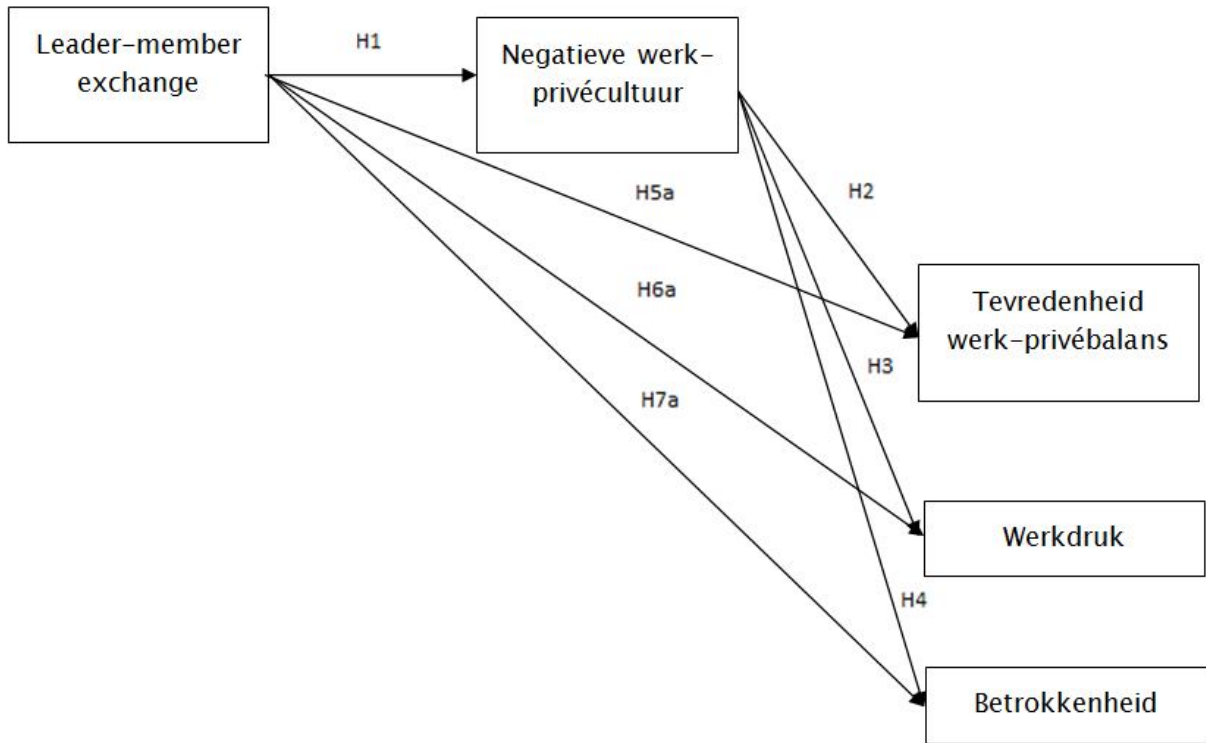 Leader-member
exchange
H1
Negatieve werk-
privécultuur
H5a
H2
H6a
Tevredenheid
werk-privébalans
H3
H7a
Werkdruk
H4
Betrokkenheid